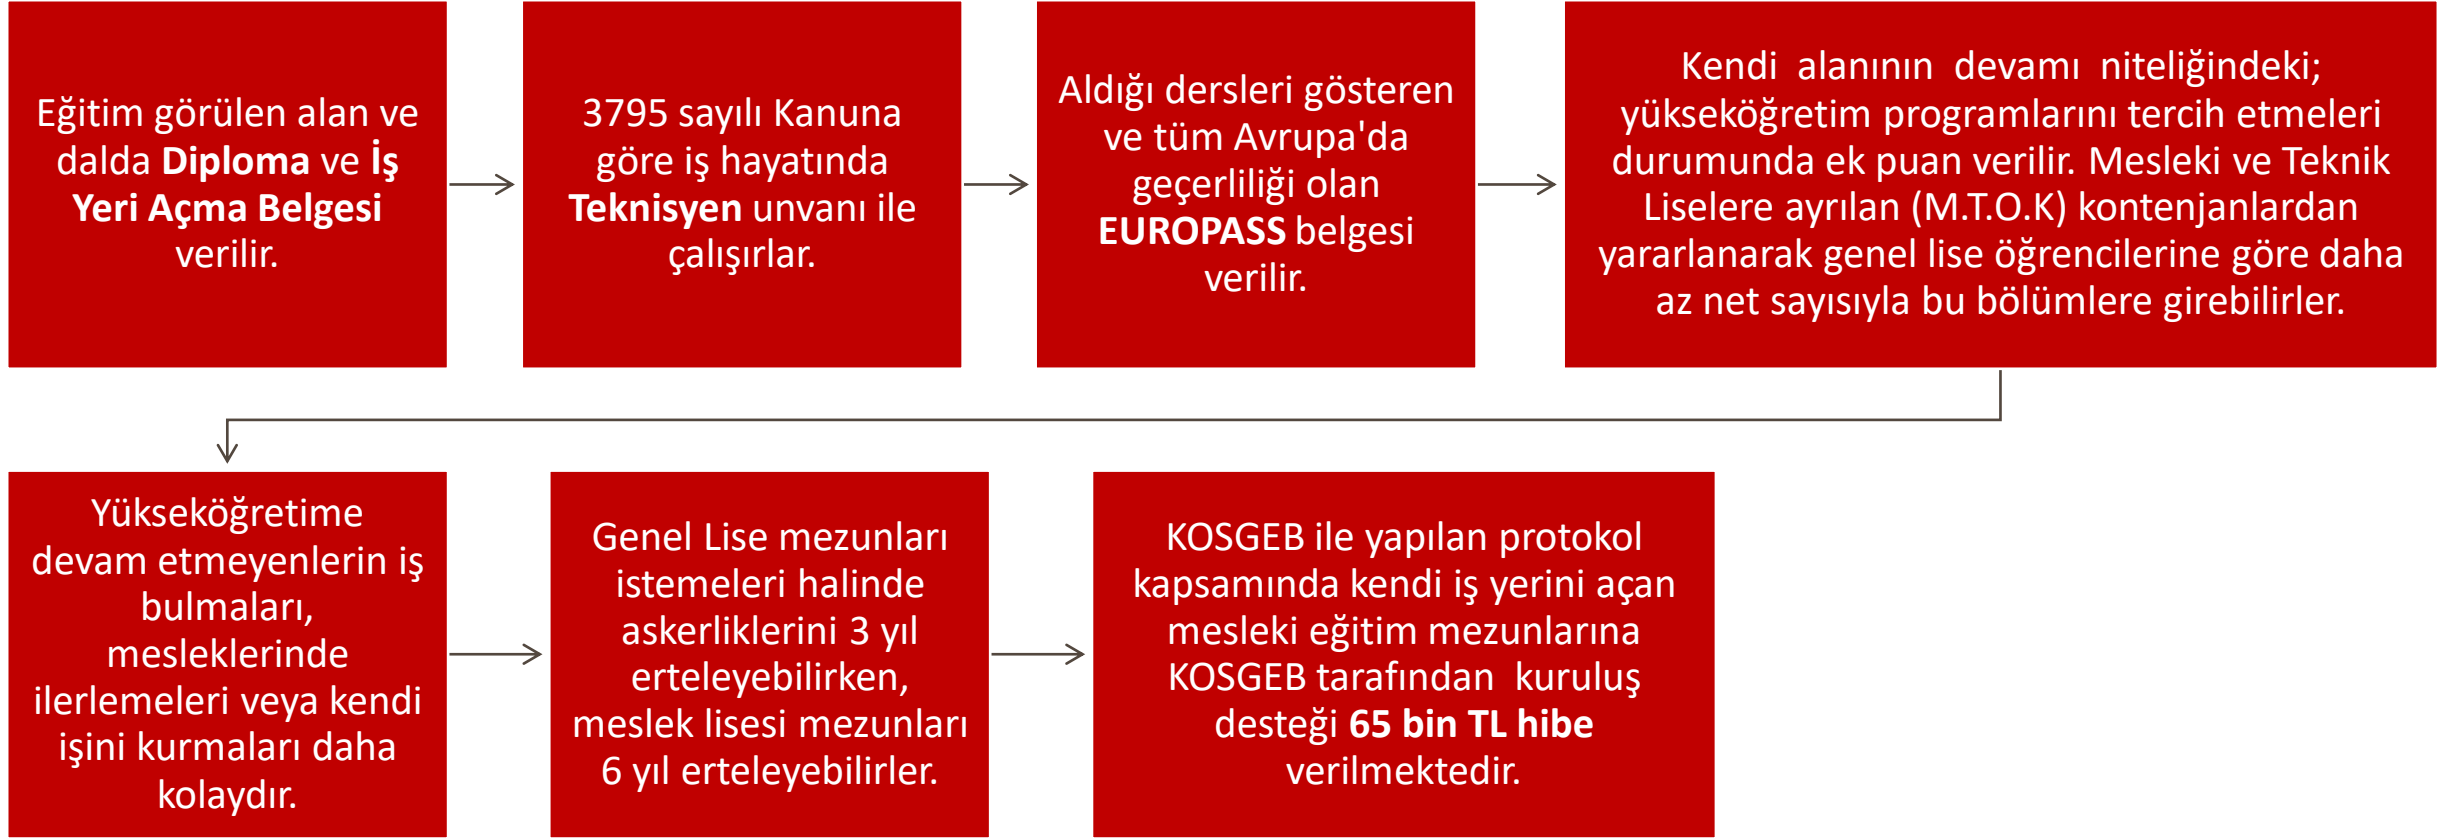 Eğitim görülen alan ve
dalda Diploma ve İş
Yeri Açma Belgesi
verilir.
3795 sayılı Kanuna
göre iş hayatında
Teknisyen unvanı ile
çalışırlar.
Aldığı dersleri gösteren
ve tüm Avrupa'da
geçerliliği olan
EUROPASS belgesi
verilir.
Kendi alanının devamı niteliğindeki;
yükseköğretim programlarını tercih etmeleri
durumunda ek puan verilir. Mesleki ve Teknik
Liselere ayrılan (M.T.O.K) kontenjanlardan
yararlanarak genel lise öğrencilerine göre daha
az net sayısıyla bu bölümlere girebilirler.
Yükseköğretime
devam etmeyenlerin iş
bulmaları,
mesleklerinde
ilerlemeleri veya kendi
işini kurmaları daha
kolaydır.
Genel Lise mezunları
istemeleri halinde
askerliklerini 3 yıl
erteleyebilirken,
meslek lisesi mezunları
6 yıl erteleyebilirler.
KOSGEB ile yapılan protokol
kapsamında kendi iş yerini açan
mesleki eğitim mezunlarına
KOSGEB tarafından kuruluş
desteği 65 bin TL hibe
verilmektedir.